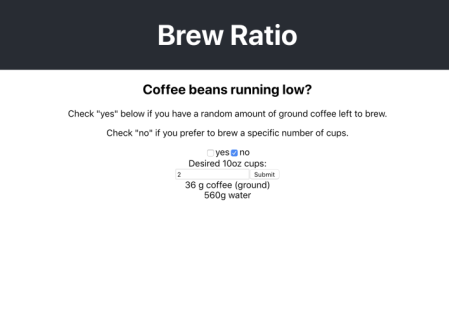 Brew Ratio
Coffee beans running low?
Check "yes" below if you have a random amount of ground coffee left to brew.
Check "no" if you prefer to brew a specific number of cups.
yes no
Desired 10oz cups:
2 Submit
36 g coffee (ground)
560g water